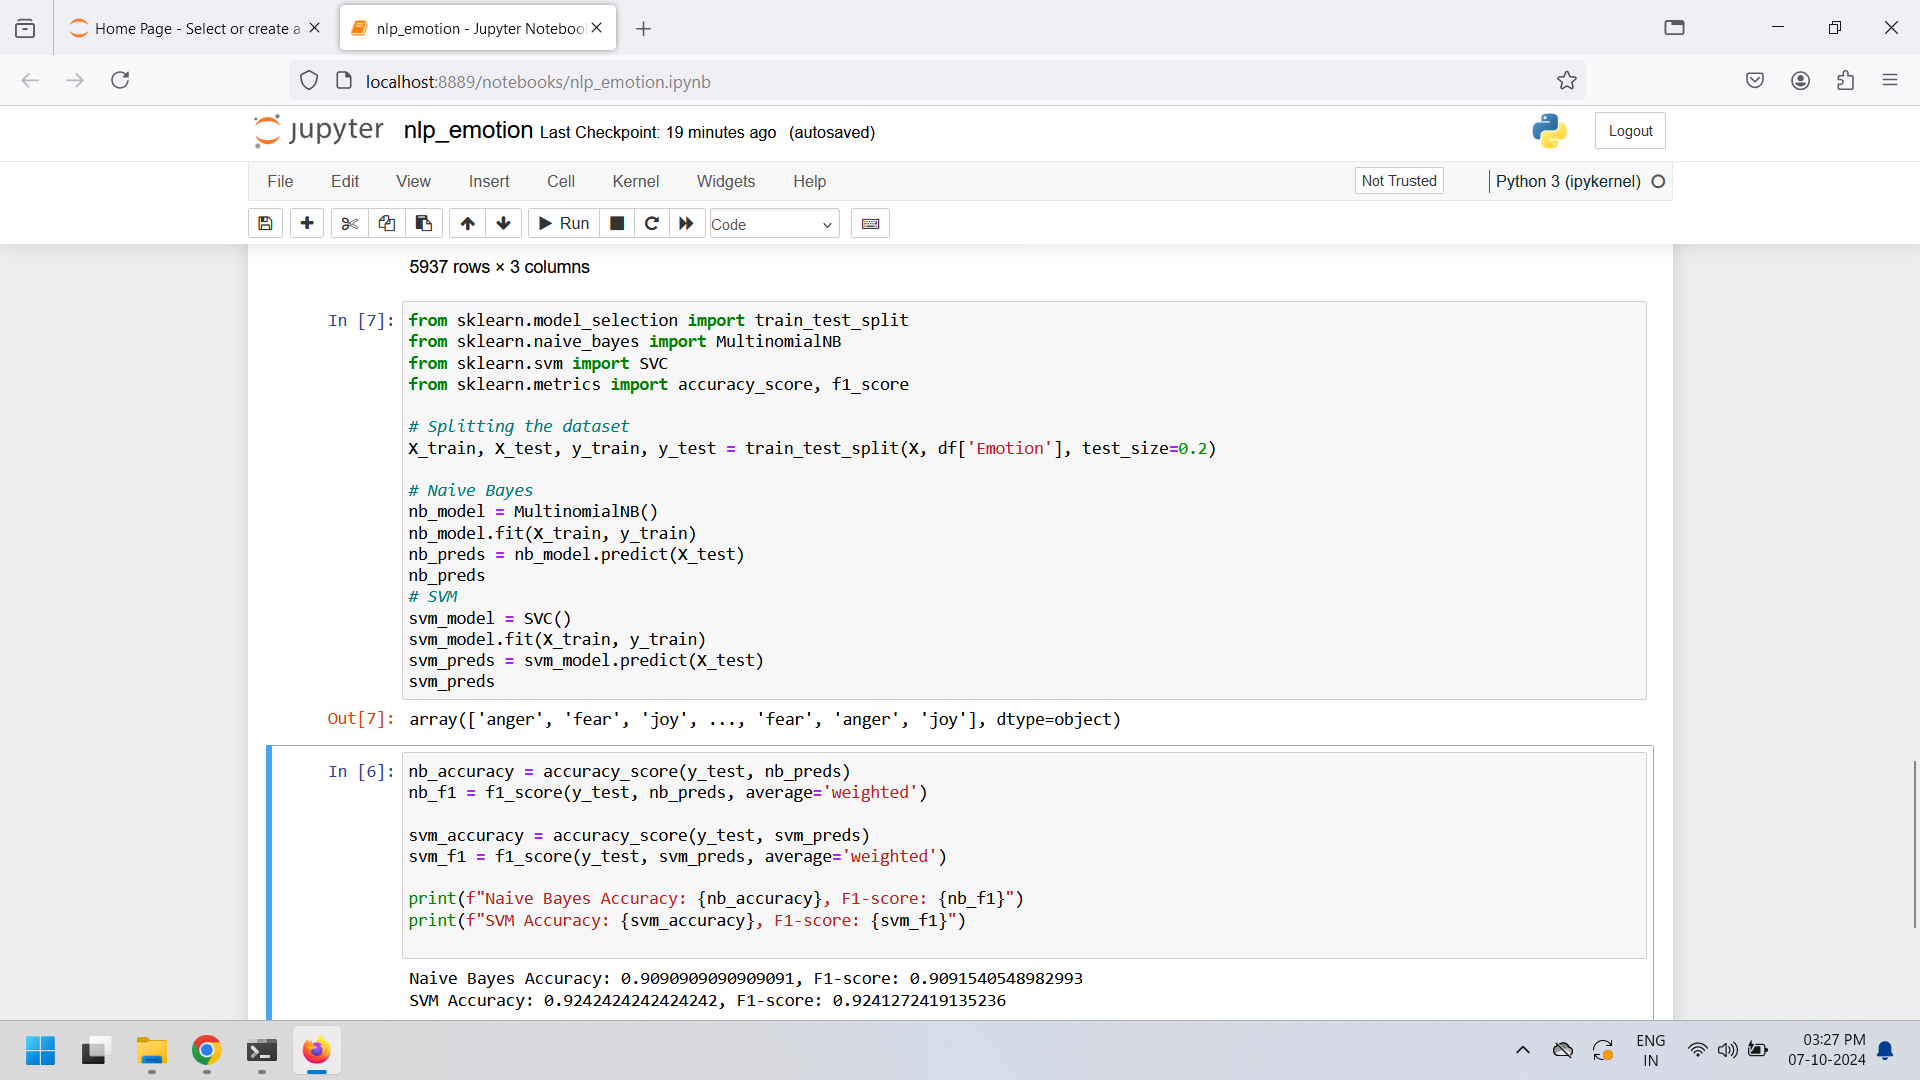 Home Page - Select or create a
nlp_emotion - Jupyter Noteboo
localhost:8889/notebooks/nlp_emotion.ipynb
jupyter nlp_emotion Last Checkpoint: 19 minutes ago (autosaved)
Logout
File Edit View Insert Cell Kernel Widgets Help
Not Trusted
Python 3 (ipykernel)
Run
Code
5937 rows × 3 columns
In [7]:
from sklearn.model_selection import train_test_split
from sklearn.naive_bayes import MultinomialNB
from sklearn.svm import SVC
from sklearn.metrics import accuracy_score, f1_score
# Splitting the dataset
X_train, X_test, y_train, y_test = train_test_split(X, df['Emotion'], test_size=0.2)
# Naive Bayes
nb_model = MultinomialNB()
nb_model.fit(X_train, y_train)
nb_preds = nb_model.predict(X_test)
nb_preds
# SVM
svm_model = SVC()
svm_model.fit(X_train, y_train)
svm_preds = svm_model.predict(X_test)
svm_preds
Out[7]: array(['anger', 'fear', 'joy', ..., 'fear', 'anger', 'joy'], dtype=object)
In [6]:
nb_accuracy = accuracy_score(y_test, nb_preds)
nb_f1 = f1_score(y_test, nb_preds, average='weighted')
svm_accuracy = accuracy_score(y_test, svm_preds)
svm_f1 = f1_score(y_test, svm_preds, average='weighted')
print(f"Naive Bayes Accuracy: {nb_accuracy}, F1-score: {nb_f1}")
print(f"SVM Accuracy: {svm_accuracy}, F1-score: {svm_f1}")
Naive Bayes Accuracy: 0.9090909090909091, F1-score: 0.9091540548982993
SVM Accuracy: 0.9242424242424242, F1-score: 0.9241272419135236
ENG
IN
03:27 PM
07-10-2024